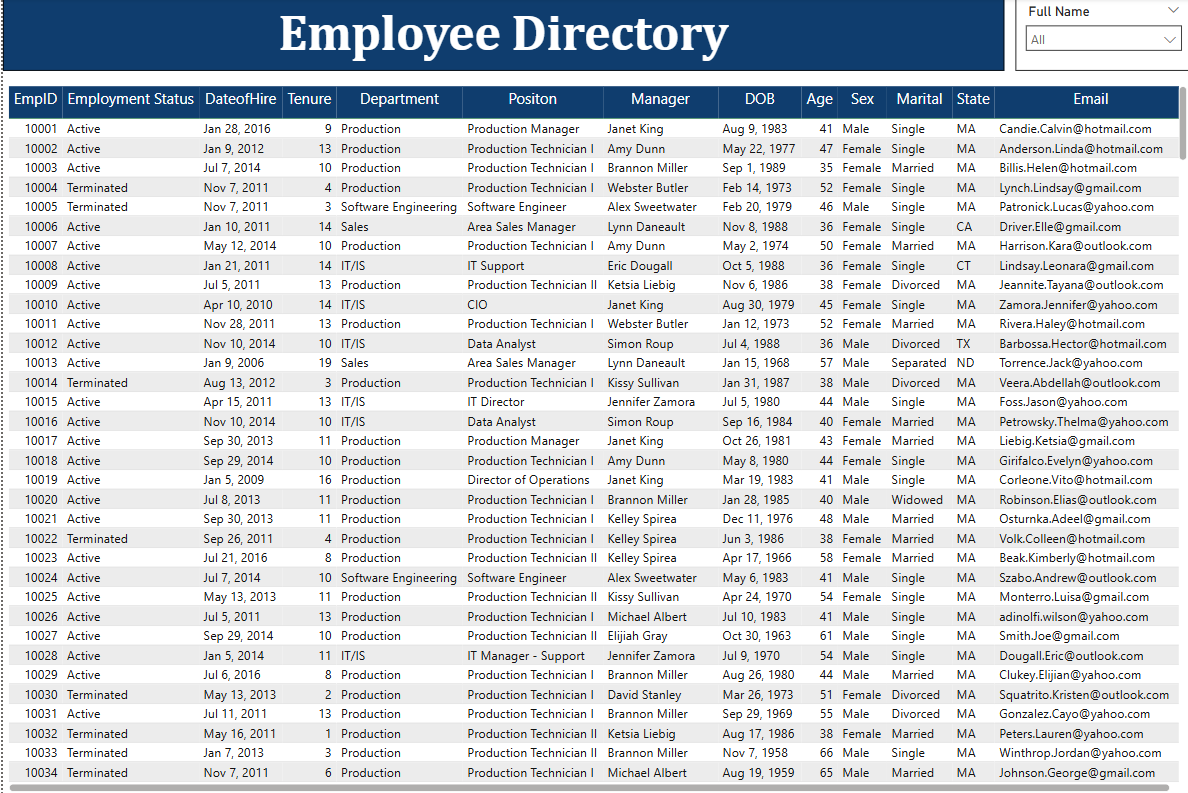 Employee Directory
Full Name
All
EmpID Employment Status DateofHire Tenure Department Positon Manager DOB Age Sex Marital State Email
10001 Active Jan 28, 2016 9 Production Production Manager Janet King Aug 9, 1983 41 Male Single MA Candie.Calvin@hotmail.com
10002 Active Jan 9, 2012 13 Production Production Technician I Amy Dunn May 22, 1977 47 Female Single MA Anderson.Linda@hotmail.com
10003 Active Jul 7, 2014 10 Production Production Technician I Brannon Miller Sep 1, 1989 35 Female Married MA Billis.Helen@hotmail.com
10004 Terminated Nov 7, 2011 4 Production Production Technician I Webster Butler Feb 14, 1973 52 Female Single MA Lynch.Lindsay@gmail.com
10005 Terminated Nov 7, 2011 3 Software Engineering Software Engineer Alex Sweetwater Feb 20, 1979 46 Male Single MA Patronick.Lucas@yahoo.com
10006 Active Jan 10, 2011 14 Sales Area Sales Manager Lynn Daneault Nov 8, 1988 36 Female Single CA Driver.Elle@gmail.com
10007 Active May 12, 2014 10 Production Production Technician I Amy Dunn May 2, 1974 50 Female Married MA Harrison.Kara@outlook.com
10008 Active Jan 21, 2011 14 IT/IS IT Support Eric Dougall Oct 5, 1988 36 Female Single CT Lindsay.Leonara@gmail.com
10009 Active Jul 5, 2011 13 Production Production Technician II Ketsia Liebig Nov 6, 1986 38 Female Divorced MA Jeannite.Tayana@outlook.com
10010 Active Apr 10, 2010 14 IT/IS CIO Janet King Aug 30, 1979 45 Female Single MA Zamora.Jennifer@yahoo.com
10011 Active Nov 28, 2011 13 Production Production Technician I Webster Butler Jan 12, 1973 52 Female Married MA Rivera.Haley@hotmail.com
10012 Active Nov 10, 2014 10 IT/IS Data Analyst Simon Roup Jul 4, 1988 36 Male Divorced TX Barbossa.Hector@hotmail.com
10013 Active Jan 9, 2006 19 Sales Area Sales Manager Lynn Daneault Jan 15, 1968 57 Male Separated ND Torrence.Jack@yahoo.com
10014 Terminated Aug 13, 2012 3 Production Production Technician I Kissy Sullivan Jan 31, 1987 38 Male Divorced MA Veera.Abdellah@outlook.com
10015 Active Apr 15, 2011 13 IT/IS IT Director Jennifer Zamora Jul 5, 1980 44 Male Single MA Foss.Jason@yahoo.com
10016 Active Nov 10, 2014 10 IT/IS Data Analyst Simon Roup Sep 16, 1984 40 Female Married MA Petrowsky.Thelma@yahoo.com
10017 Active Sep 30, 2013 11 Production Production Manager Janet King Oct 26, 1981 43 Female Married MA Liebig.Ketsia@gmail.com
10018 Active Sep 29, 2014 10 Production Production Technician I Amy Dunn May 8, 1980 44 Female Single MA Girifalco.Evelyn@yahoo.com
10019 Active Jan 5, 2009 16 Production Director of Operations Janet King Mar 19, 1983 41 Male Single MA Corleone.Vito@hotmail.com
10020 Active Jul 8, 2013 11 Production Production Technician I Brannon Miller Jan 28, 1985 40 Male Widowed MA Robinson.Elias@outlook.com
10021 Active Sep 30, 2013 11 Production Production Technician I Kelley Spirea Dec 11, 1976 48 Male Married MA Osturnka.Adeel@gmail.com
10022 Terminated Sep 26, 2011 4 Production Production Technician I Kelley Spirea Jun 3, 1986 38 Female Married MA Volk.Colleen@hotmail.com
10023 Active Jul 21, 2016 8 Production Production Technician II Kelley Spirea Apr 17, 1966 58 Female Married MA Beak.Kimberly@hotmail.com
10024 Active Jul 7, 2014 10 Software Engineering Software Engineer Alex Sweetwater May 6, 1983 41 Male Single MA Szabo.Andrew@outlook.com
10025 Active May 13, 2013 11 Production Production Technician II Kissy Sullivan Apr 24, 1970 54 Female Single MA Monterro.Luisa@gmail.com
10026 Active Jul 5, 2011 13 Production Production Technician I Michael Albert Jul 10, 1983 41 Male Single MA adinolfi.wilson@yahoo.com
10027 Active Sep 29, 2014 10 Production Production Technician II Elijiah Gray Oct 30, 1963 61 Male Single MA Smith.Joe@gmail.com
10028 Active Jan 5, 2014 11 IT/IS IT Manager - Support Jennifer Zamora Jul 9, 1970 54 Male Single MA Dougall.Eric@outlook.com
10029 Active Jul 6, 2016 8 Production Production Technician I Brannon Miller Aug 26, 1980 44 Male Married MA Clukey.Elijian@yahoo.com
10030 Terminated May 13, 2013 2 Production Production Technician I David Stanley Mar 26, 1973 51 Female Divorced MA Squatrito.Kristen@outlook.com
10031 Active Jul 11, 2011 13 Production Production Technician I Brannon Miller Sep 29, 1969 55 Male Divorced MA Gonzalez.Cayo@yahoo.com
10032 Terminated May 16, 2011 1 Production Production Technician II Ketsia Liebig Aug 17, 1986 38 Female Married MA Peters.Lauren@yahoo.com
10033 Terminated Jan 7, 2013 3 Production Production Technician II Brannon Miller Nov 7, 1958 66 Male Single MA Winthrop.Jordan@yahoo.com
10034 Terminated Nov 7, 2011 6 Production Production Technician I Michael Albert Aug 19, 1959 65 Male Married MA Johnson.George@gmail.com